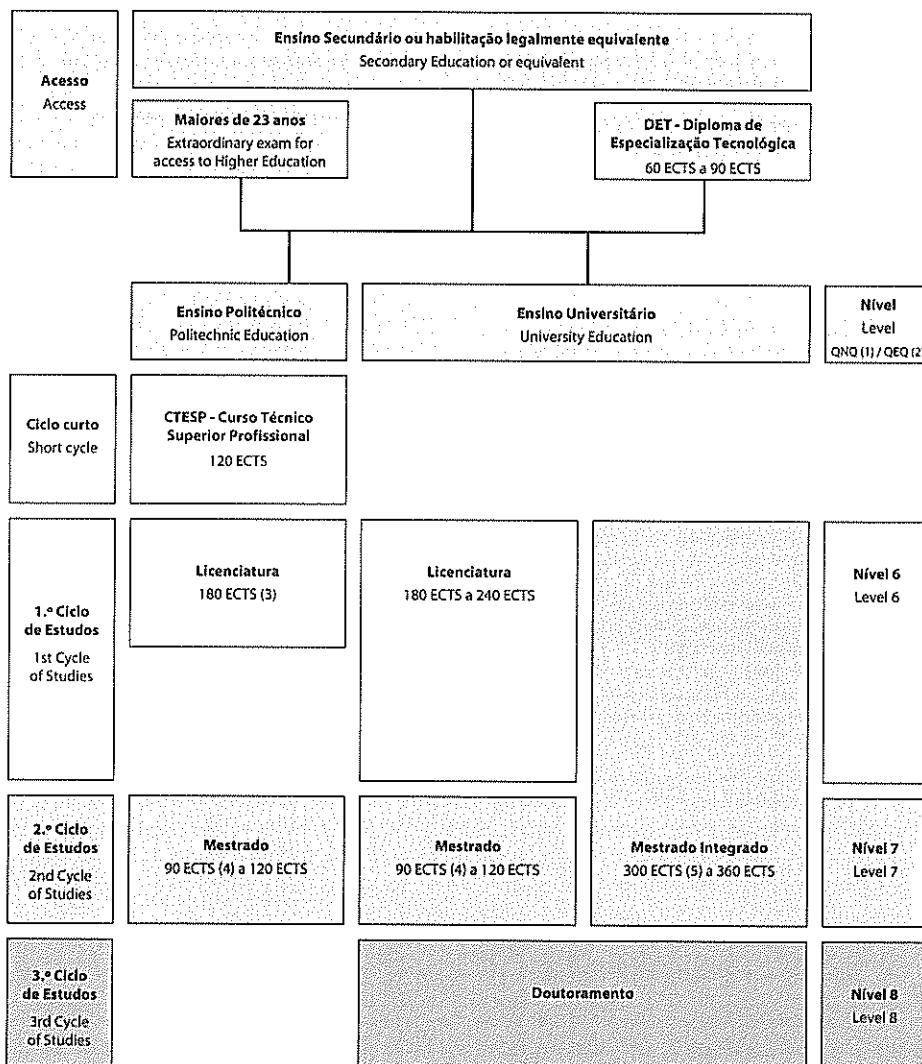 Ensino Secundário ou habilitação legalmente equivalente
Secondary Education or equivalent
Acesso
Access
Maiores de 23 anos
Extraordinary exam for
access to Higher Education
DET - Diploma de
Especialização Tecnológica
60 ECTS a 90 ECTS
Ensino Politécnico
Politechnic Education
Ensino Universitário
University Education
Nível
Level
QNQ (1) / QEQ (2)
Ciclo curto
Short cycle
CTESP - Curso Técnico
Superior Profissional
120 ECTS
1.º Ciclo
de Estudos
1st Cycle
of Studies
Licenciatura
180 ECTS (3)
Licenciatura
180 ECTS a 240 ECTS
Nível 6
Level 6
2.º Ciclo
de Estudos
2nd Cycle
of Studies
Mestrado
90 ECTS (4) a 120 ECTS
Mestrado
90 ECTS (4) a 120 ECTS
Mestrado Integrado
300 ECTS (5) a 360 ECTS
Nível 7
Level 7
3.º Ciclo
de Estudos
3rd Cycle
of Studies
Doutoramento
Nível 8
Level 8